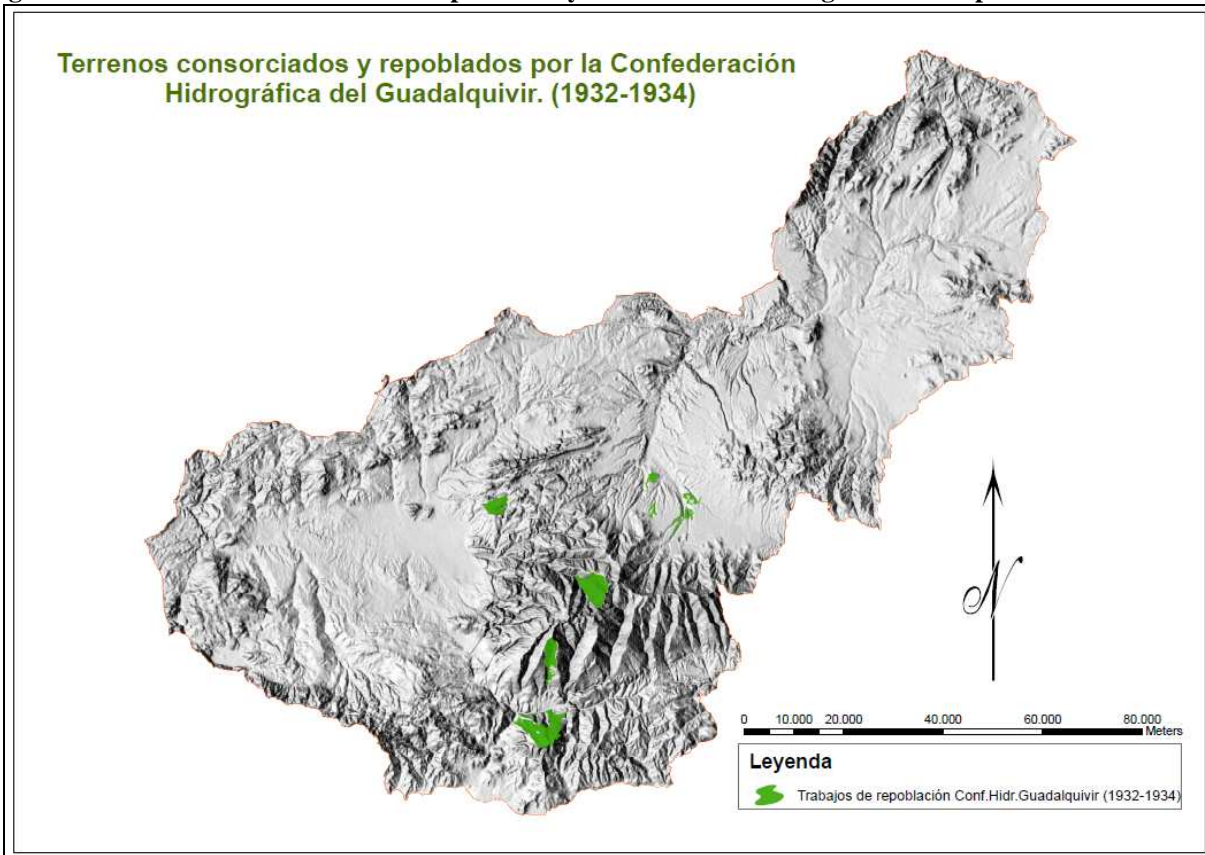 Terrenos consorciados y repoblados por la Confederación
Hidrográfica del Guadalquivir. (1932-1934)
N
0 10.000 20.000 40.000 60.000 80.000
Meters
Leyenda
Trabajos de repoblación Conf.Hidr.Guadalquivir (1932-1934)